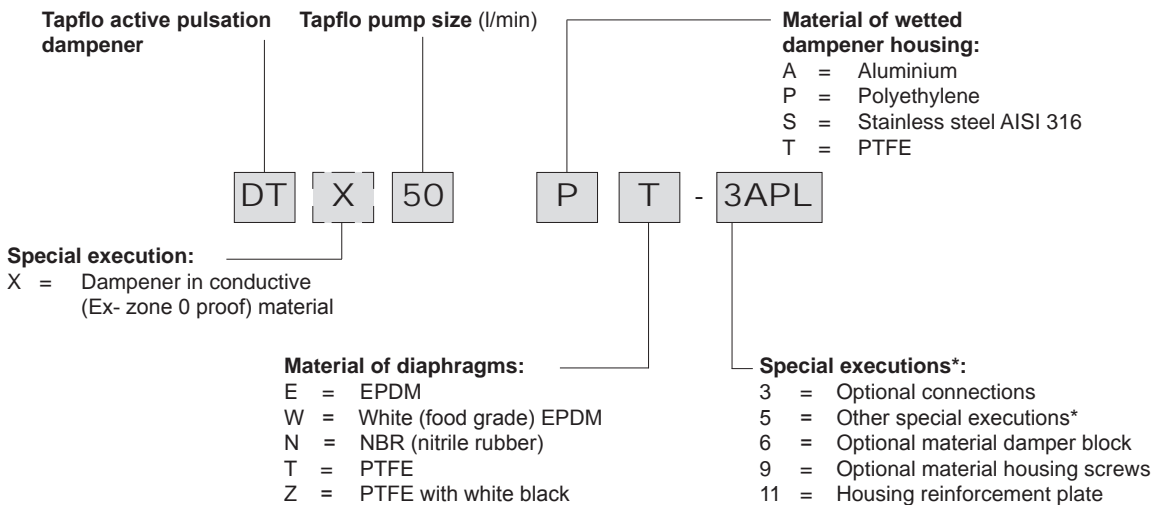 Tapflo active pulsation
dampener
Tapflo pump size (l/min)
Material of wetted
dampener housing:
A = Aluminium
P = Polyethylene
S = Stainless steel AISI 316
T = PTFE
DT X 50 P T - 3APL
Special execution:
X = Dampener in conductive
(Ex- zone 0 proof) material
Material of diaphragms:
E = EPDM
W = White (food grade) EPDM
N = NBR (nitrile rubber)
T = PTFE
Z = PTFE with white black
Special executions*:
3 = Optional connections
5 = Other special executions*
6 = Optional material damper block
9 = Optional material housing screws
11 = Housing reinforcement plate